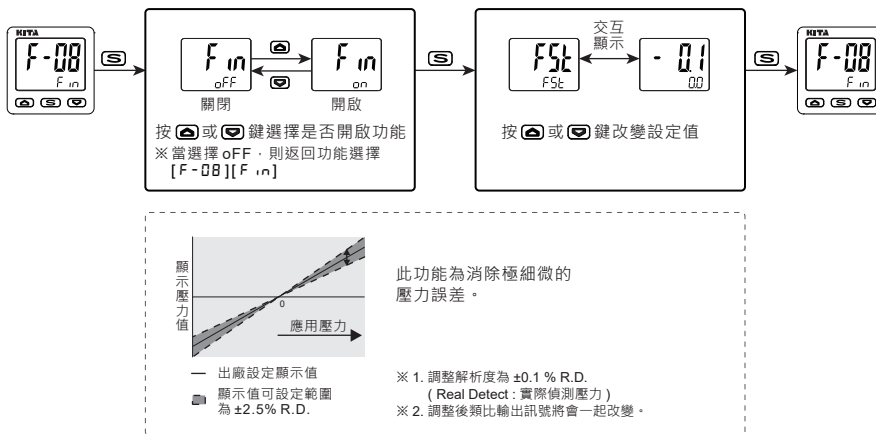 KITA
F-08
Fin
S
Fin
oFF
關閉
Fin
on
開啟
按 或 鍵選擇是否開啟功能
※當選擇 oFF，則返回功能選擇
[F-08][Fin]
S
FSt
FSt
交互
顯示
- 0.1
0.0
按 或 鍵改變設定值
S
KITA
F-08
Fin
S
顯示壓力值
0
應用壓力
出廠設定顯示值
顯示值可設定範圍
為 ±2.5% R.D.
此功能為消除極細微的
壓力誤差。
※ 1. 調整解析度為 ±0.1 % R.D.
( Real Detect : 實際偵測壓力 )
※ 2. 調整後類比輸出訊號將會一起改變。